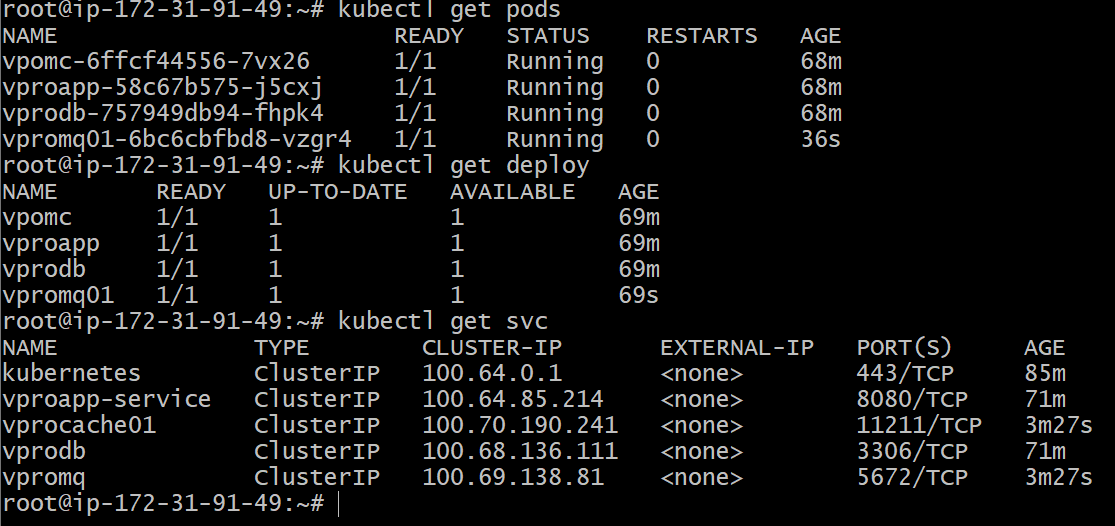 root@ip-172-31-91-49:~# kubectl get pods
NAME READY STATUS RESTARTS AGE
vpomc-6ffcf44556-7vx26 1/1 Running 0 68m
vproapp-58c67b575-j5cxj 1/1 Running 0 68m
vprodb-757949db94-fhpk4 1/1 Running 0 68m
vpromq01-6bc6cbfbd8-vzgr4 1/1 Running 0 36s
root@ip-172-31-91-49:~# kubectl get deploy
NAME READY UP-TO-DATE AVAILABLE AGE
vpomc 1/1 1 1 69m
vproapp 1/1 1 1 69m
vprodb 1/1 1 1 69m
vpromq01 1/1 1 1 69s
root@ip-172-31-91-49:~# kubectl get svc
NAME TYPE CLUSTER-IP EXTERNAL-IP PORT(S) AGE
kubernetes ClusterIP 100.64.0.1 <none> 443/TCP 85m
vproapp-service ClusterIP 100.64.85.214 <none> 8080/TCP 71m
vprocache01 ClusterIP 100.70.190.241 <none> 11211/TCP 3m27s
vprodb ClusterIP 100.68.136.111 <none> 3306/TCP 71m
vpromq ClusterIP 100.69.138.81 <none> 5672/TCP 3m27s
root@ip-172-31-91-49:~#